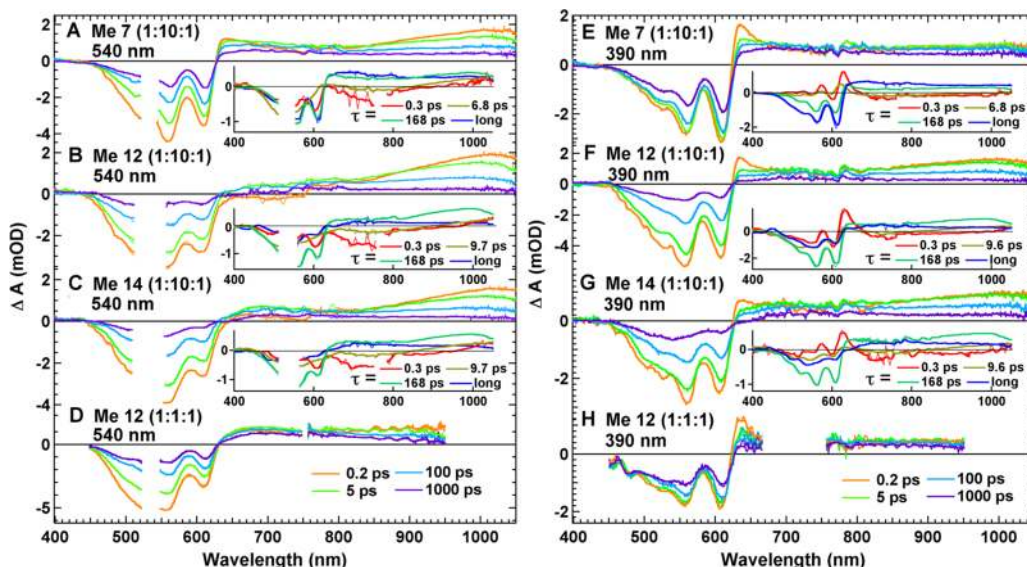 A Me 7 (1:10:1)
540 nm
0.3 ps 6.8 ps
τ =
168 ps long
B Me 12 (1:10:1)
540 nm
0.3 ps 9.7 ps
τ =
168 ps long
C Me 14 (1:10:1)
540 nm
0.3 ps 9.7 ps
τ =
168 ps long
D Me 12 (1:1:1)
540 nm
0.2 ps 100 ps
5 ps 1000 ps
Δ A (mOD)
400 500 600 700 800 900 1000
Wavelength (nm)
E Me 7 (1:10:1)
390 nm
0.3 ps 6.8 ps
τ =
168 ps long
F Me 12 (1:10:1)
390 nm
0.3 ps 9.6 ps
τ =
168 ps long
G Me 14 (1:10:1)
390 nm
0.3 ps 9.6 ps
τ =
168 ps long
H Me 12 (1:1:1)
390 nm
0.2 ps 100 ps
5 ps 1000 ps
Δ A (mOD)
400 500 600 700 800 900 1000
Wavelength (nm)